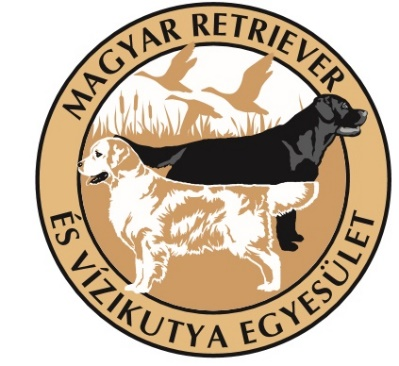 MAGYAR RETRIEVER
ÉS VÍZIKUTYA EGYESÜLET